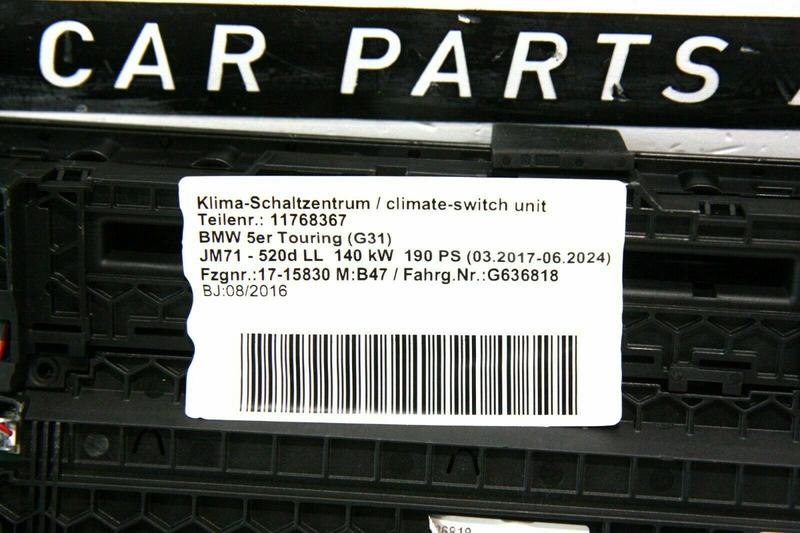 CAR PARTS
Klima-Schaltzentrum / climate-switch unit
Teilenr.: 11768367
BMW 5er Touring (G31)
JM71 - 520d LL 140 kW 190 PS (03.2017-06.2024)
Fzgnr.:17-15830 M:B47 / Fahrg.Nr.:G636818
BJ:08/2016